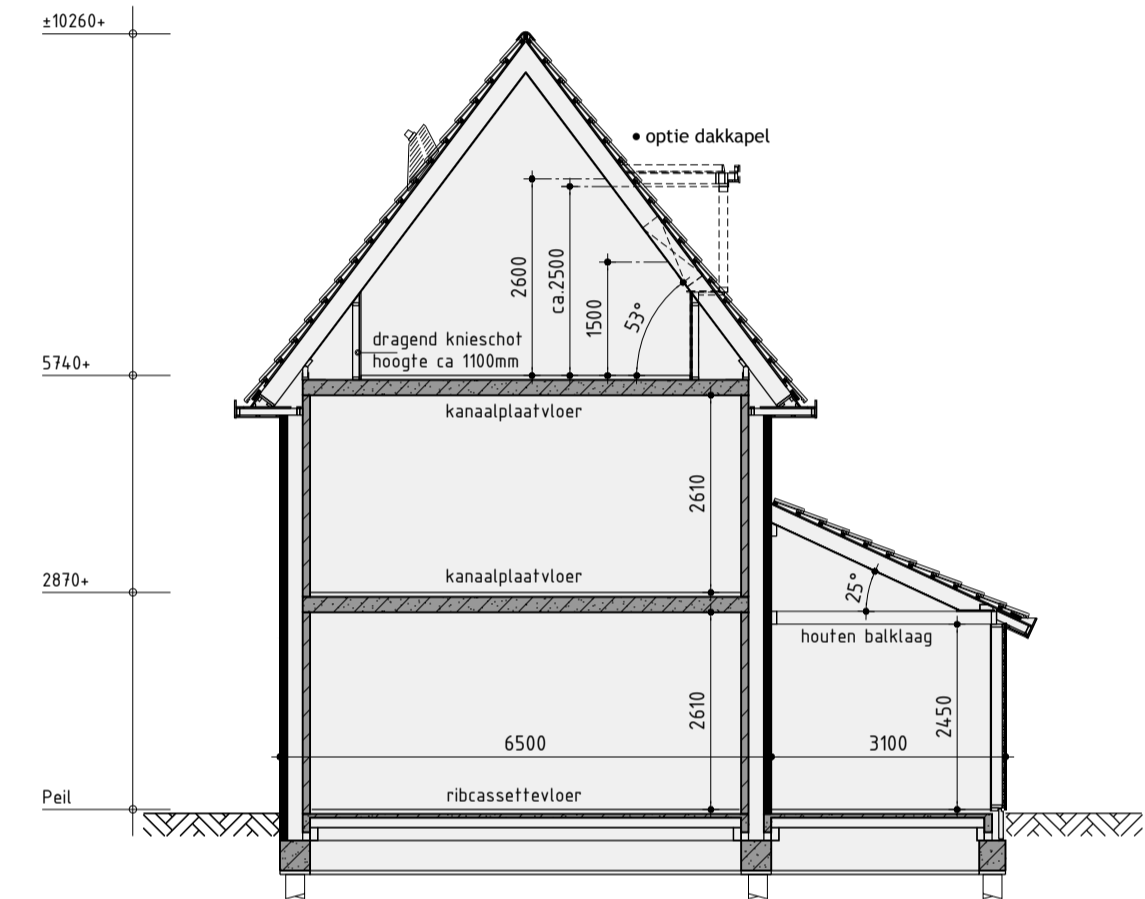 ±10260+
• optie dakkapel
2600
ca.2500
1500
53°
dragend knieschot
hoogte ca 1100mm
5740+
kanaalplaatvloer
2610
kanaalplaatvloer
2870+
25°
houten balklaag
2610
2450
6500
3100
ribcassettevloer
Peil